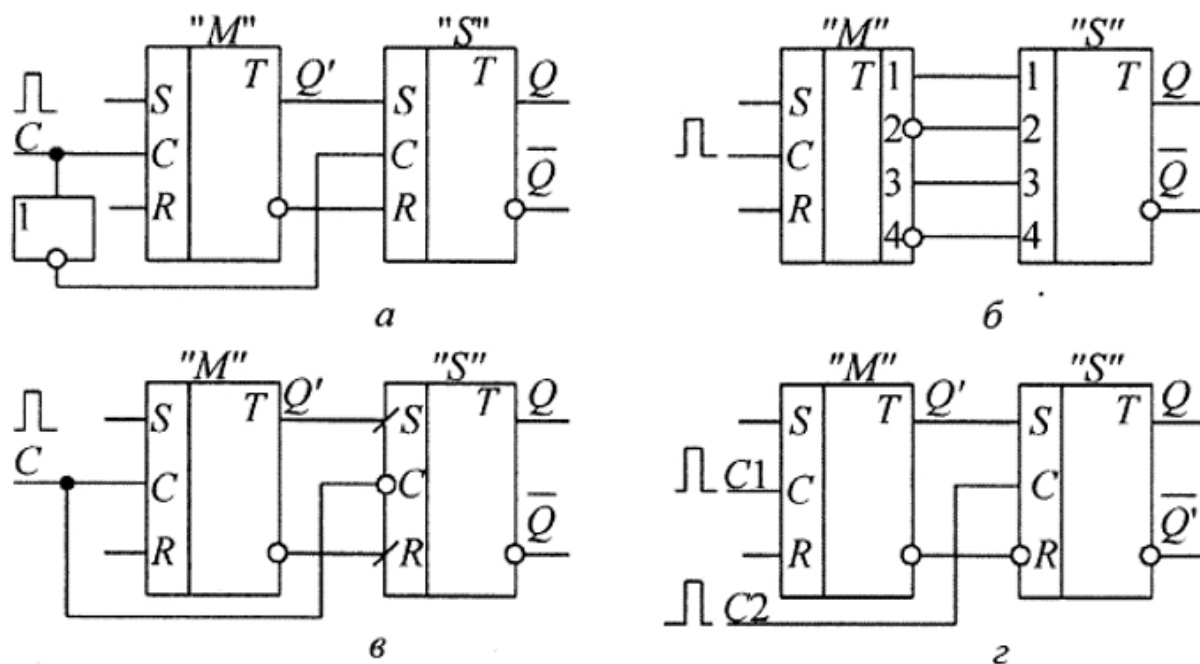 "M" "S"
T Q' T Q
S S
C C C Q̅
R R
1
а
"M" "S"
T 1 1 T Q
S 2 2
C 3 3 Q̅
R 4 4
б
"M" "S"
T Q' T Q
S S
C C C Q̅
R R
в
"M" "S"
T Q' T Q
S S
C1 C C Q̅'
R R
C2
г